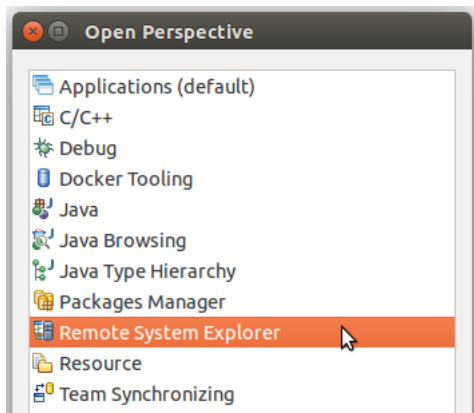 Open Perspective
Applications (default)
C/C++
Debug
Docker Tooling
Java
Java Browsing
Java Type Hierarchy
Packages Manager
Remote System Explorer
Resource
Team Synchronizing